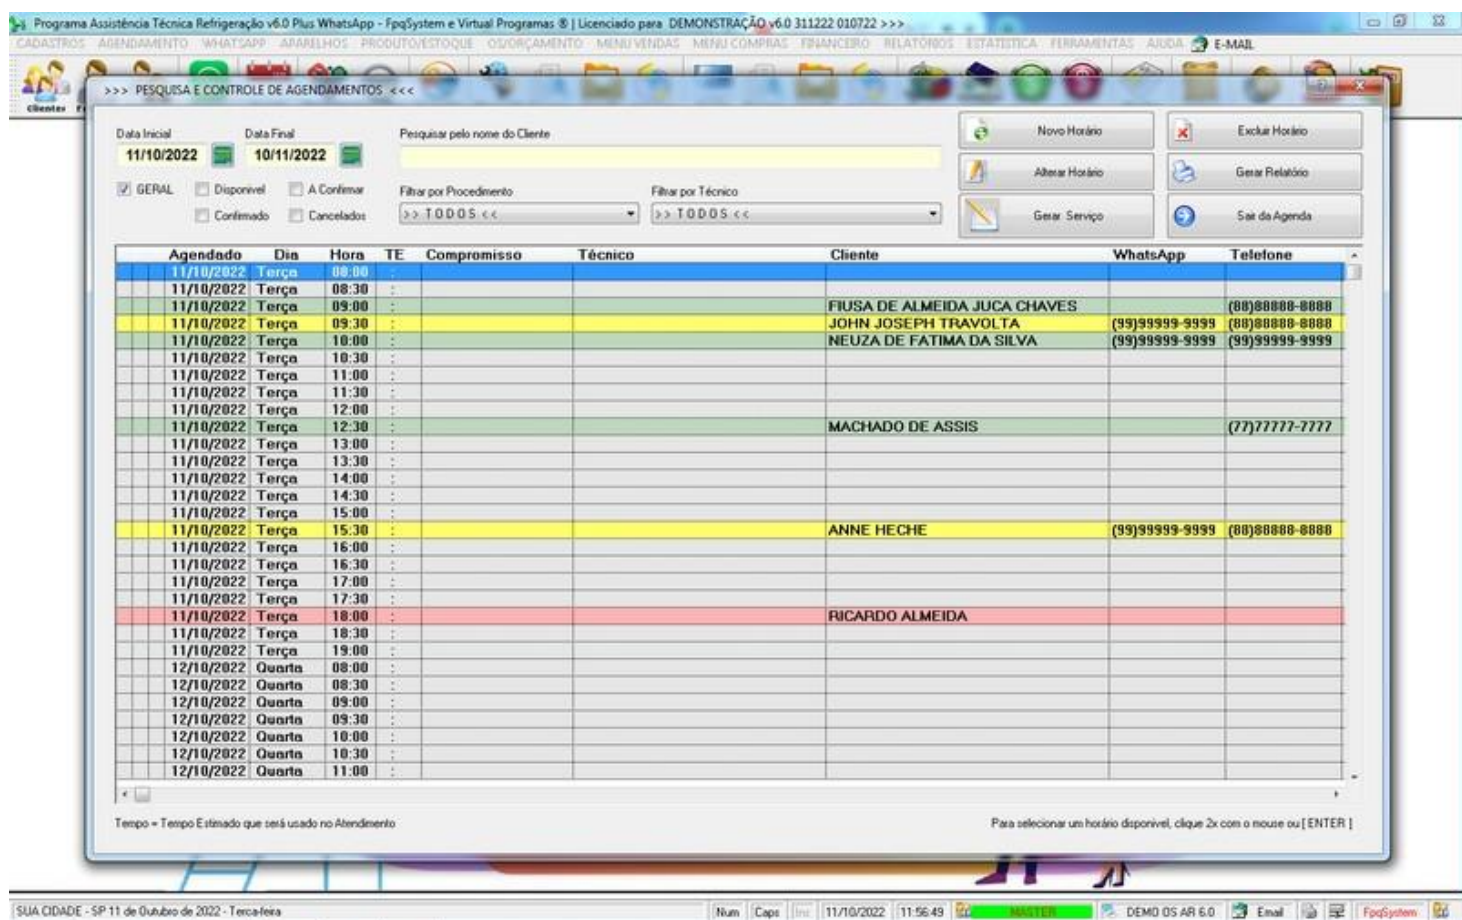 Programa Assistência Técnica Refrigeração v6.0 Plus WhatsApp - FpqSystem e Virtual Programas ® | Licenciado para DEMONSTRAÇÃO v6.0 311222 010722 >>>
CADASTROS AGENDAMENTO WHATSAPP APARELHOS PRODUTO/ESTOQUE OS/ORÇAMENTO MENU VENDAS MENU COMPRAS FINANCEIRO RELATÓRIOS ESTATISTICA FERRAMENTAS AJUDA E-MAIL
Clientes
>>> PESQUISA E CONTROLE DE AGENDAMENTOS <<<
Data Inicial Data Final Pesquisar pelo nome do Cliente
11/10/2022 10/11/2022
Novo Horário Excluir Horário
GERAL Disponivel A Confirmar Filtrar por Procedimento Filtrar por Técnico
Alterar Horário Gerar Relatório
Confirmado Cancelados >> T O D O S << >> T O D O S <<
Gerar Serviço Sair da Agenda
Agendado Dia Hora TE Compromisso Técnico Cliente WhatsApp Telefone
11/10/2022 Terça 08:00 :
11/10/2022 Terça 08:30 :
11/10/2022 Terça 09:00 : FIUSA DE ALMEIDA JUCA CHAVES (88)88888-8888
11/10/2022 Terça 09:30 : JOHN JOSEPH TRAVOLTA (99)99999-9999 (88)88888-8888
11/10/2022 Terça 10:00 : NEUZA DE FATIMA DA SILVA (99)99999-9999 (99)99999-9999
11/10/2022 Terça 10:30 :
11/10/2022 Terça 11:00 :
11/10/2022 Terça 11:30 :
11/10/2022 Terça 12:00 :
11/10/2022 Terça 12:30 : MACHADO DE ASSIS (77)77777-7777
11/10/2022 Terça 13:00 :
11/10/2022 Terça 13:30 :
11/10/2022 Terça 14:00 :
11/10/2022 Terça 14:30 :
11/10/2022 Terça 15:00 :
11/10/2022 Terça 15:30 : ANNE HECHE (99)99999-9999 (88)88888-8888
11/10/2022 Terça 16:00 :
11/10/2022 Terça 16:30 :
11/10/2022 Terça 17:00 :
11/10/2022 Terça 17:30 :
11/10/2022 Terça 18:00 : RICARDO ALMEIDA
11/10/2022 Terça 18:30 :
11/10/2022 Terça 19:00 :
12/10/2022 Quarta 08:00 :
12/10/2022 Quarta 08:30 :
12/10/2022 Quarta 09:00 :
12/10/2022 Quarta 09:30 :
12/10/2022 Quarta 10:00 :
12/10/2022 Quarta 10:30 :
12/10/2022 Quarta 11:00 :
Tempo = Tempo Estimado que será usado no Atendimento Para selecionar um horário disponivel, clique 2x com o mouse ou [ ENTER ]
SUA CIDADE - SP 11 de Outubro de 2022 - Terca-feira Num Caps Ins 11/10/2022 11:56:49 MASTER DEMO OS AR 6.0 Email FpqSystem